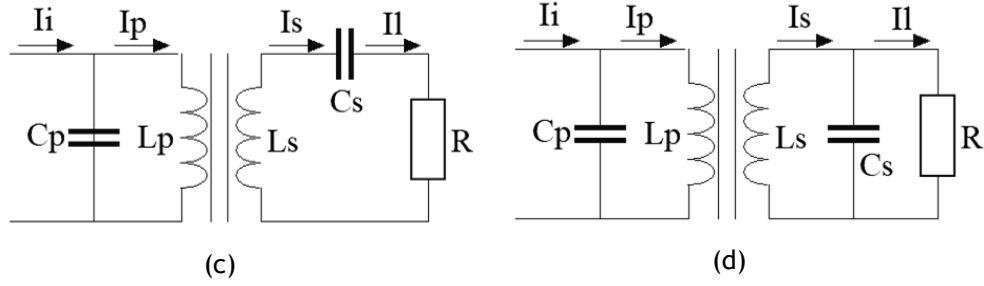 Ii Ip Is Il
Cp Lp Ls Cs R
(c)
Ii Ip Is Il
Cp Lp Ls Cs R
(d)